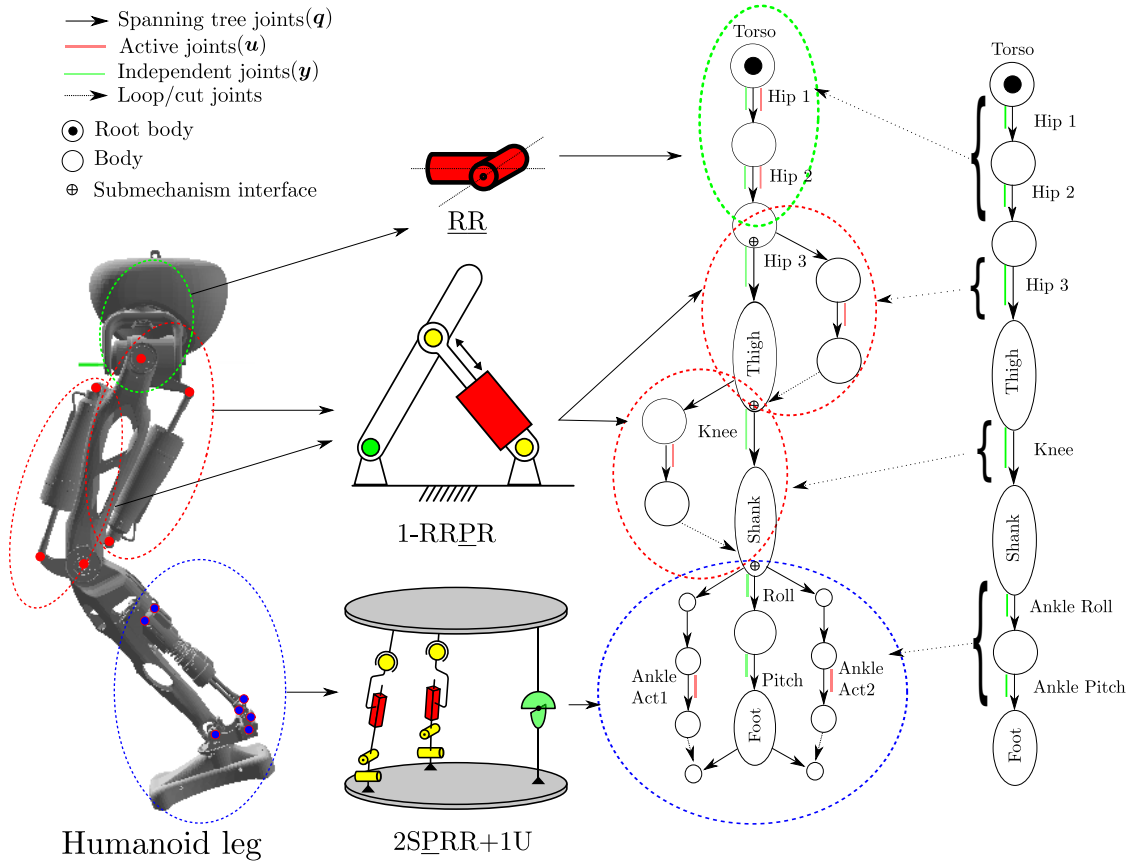 Spanning tree joints(q)
Active joints(u)
Independent joints(y)
Loop/cut joints
Root body
Body
Submechanism interface
RR
1-RRPR
2SPRR+1U
Humanoid leg
Torso
Hip 1
Hip 2
Hip 3
Thigh
Knee
Shank
Roll
Ankle
Act1
Ankle
Act2
Pitch
Foot
Torso
Hip 1
Hip 2
Hip 3
Thigh
Knee
Shank
Ankle Roll
Ankle Pitch
Foot